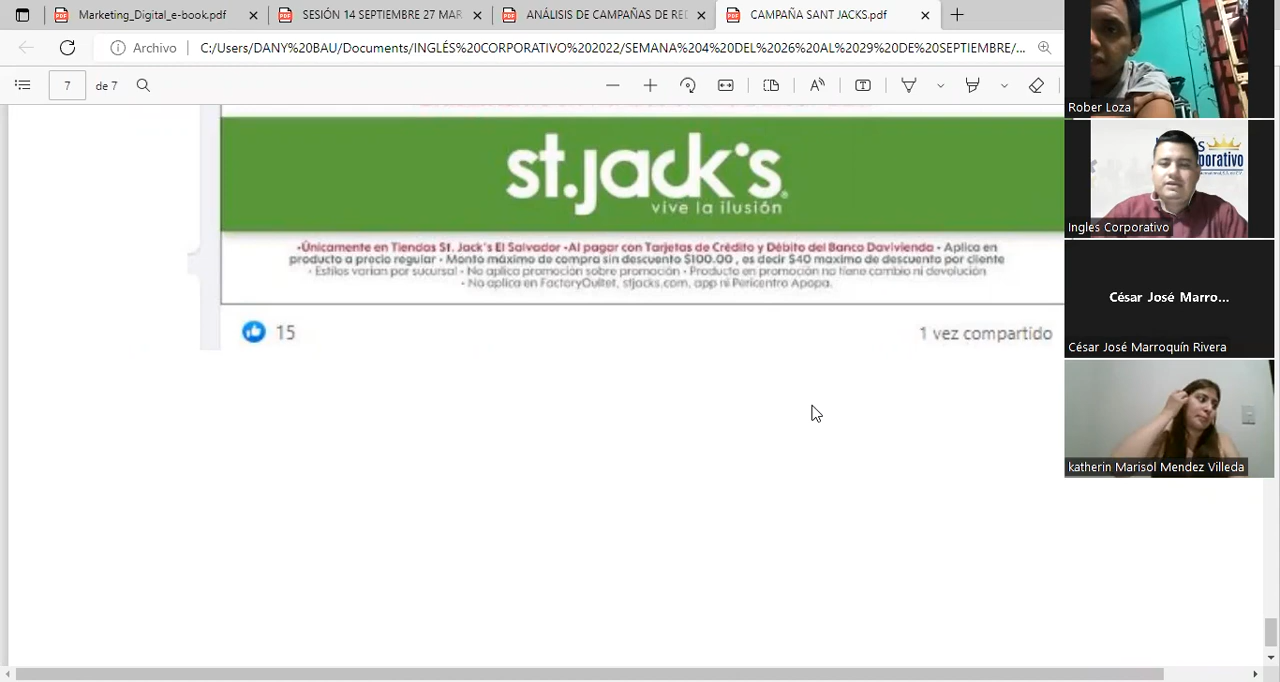 Marketing_Digital_e-book.pdf
SESIÓN 14 SEPTIEMBRE 27 MAR
ANÁLISIS DE CAMPAÑAS DE RED
CAMPAÑA SANT JACKS.pdf
Archivo
C:/Users/DANY%20BAU/Documents/INGLÉS%20CORPORATIVO%202022/SEMANA%204%20DEL%2026%20AL%2029%20DE%20SEPTIEMBRE/...
7 de 7
st.jack's
vive la ilusión
•Únicamente en Tiendas St. Jack's El Salvador •Al pagar con Tarjetas de Crédito y Débito del Banco Davivienda • Aplica en
producto a precio regular • Monto máximo de compra sin descuento $100.00 , es decir $40 maximo de descuento por cliente
• Estilos varían por sucursal • No aplica promoción sobre promoción • Producto en promoción no tiene cambio ni devolución
• No aplica en FactoryOultet, stjacks.com, app ni Pericentro Apopa.
15
1 vez compartido
Rober Loza
porativo
Ingles Corporativo
César José Marro...
César José Marroquín Rivera
katherin Marisol Mendez Villeda